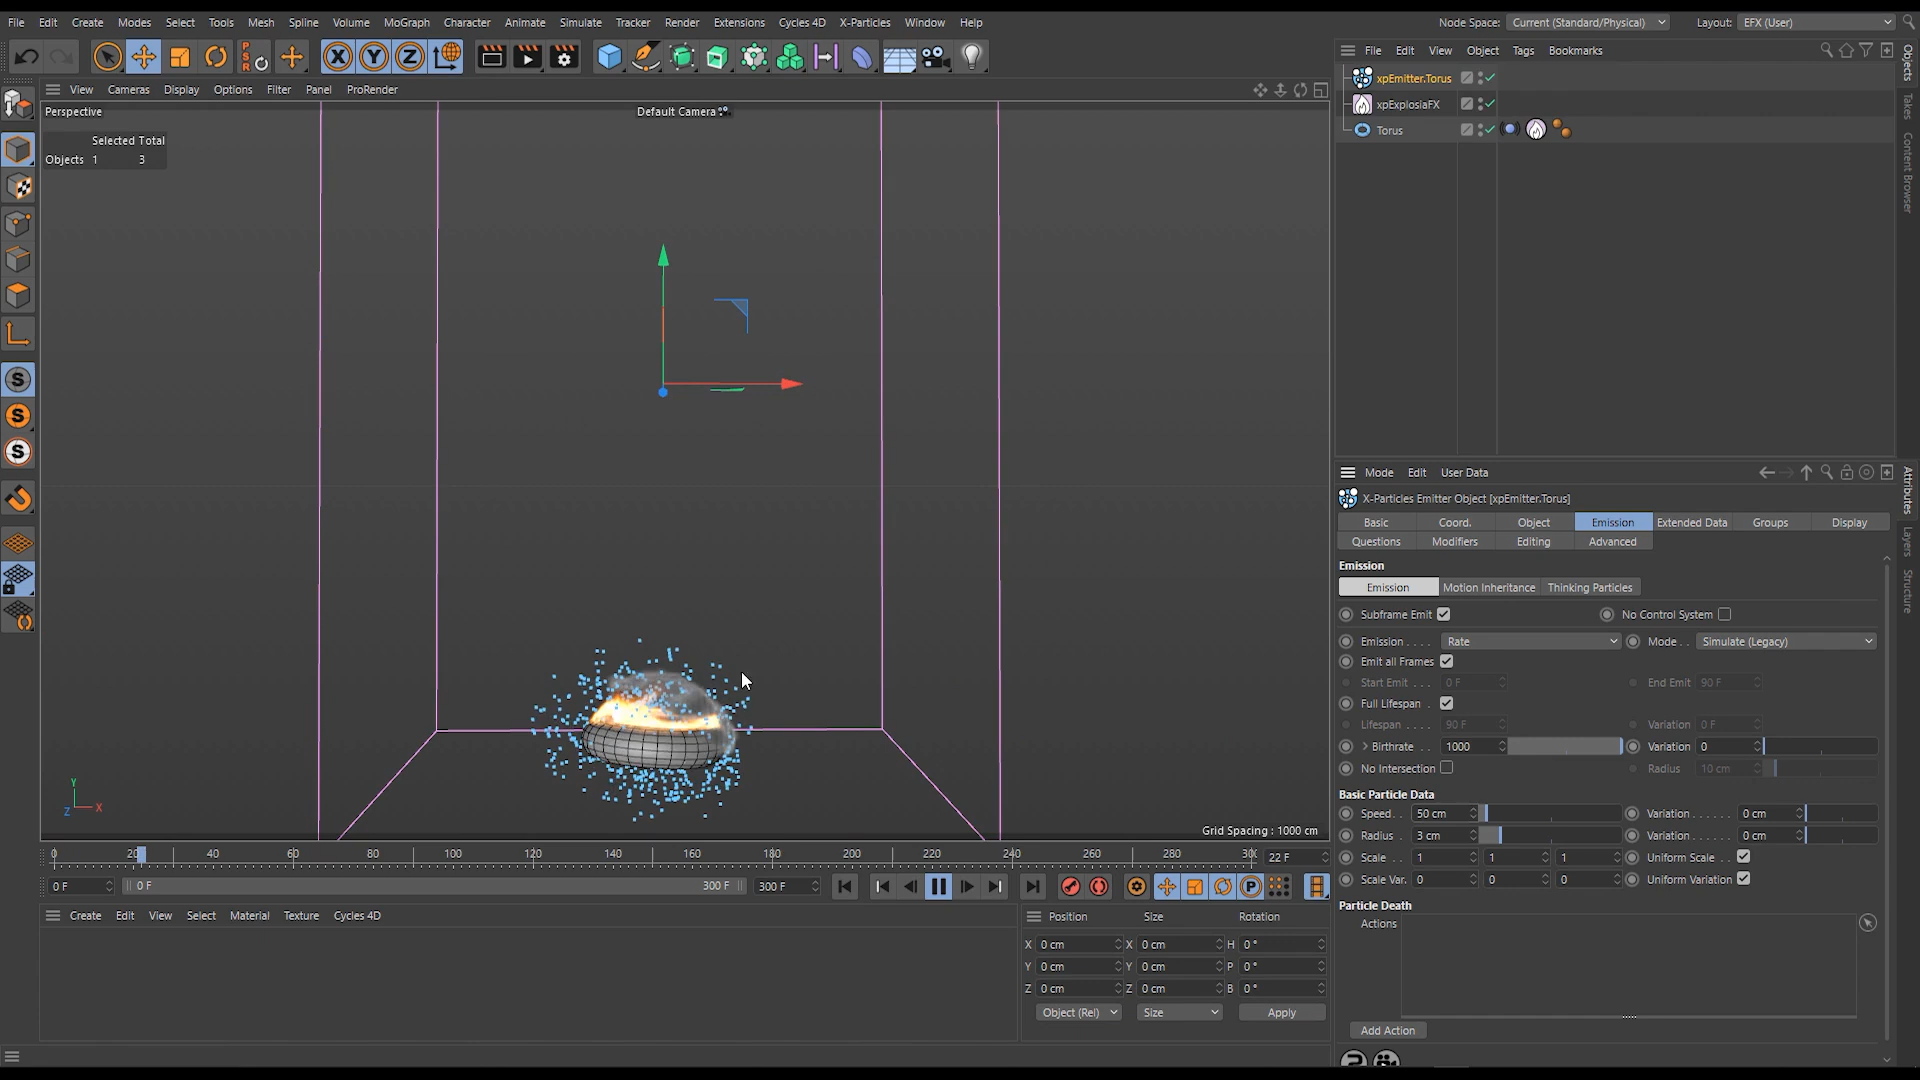 File Edit Create Modes Select Tools Mesh Spline Volume MoGraph Character Animate Simulate Tracker Render Extensions Cycles 4D X-Particles Window Help Node Space: Current (Standard/Physical) Layout: EFX (User)
P S R X Y Z
File Edit View Object Tags Bookmarks
View Cameras Display Options Filter Panel ProRender
Perspective Default Camera
Selected Total
Objects 1 3
xpEmitter.Torus
xpExplosiaFX
Torus
Objects
Takes
Content Browser
Mode Edit User Data
X-Particles Emitter Object [xpEmitter.Torus]
Basic Coord. Object Emission Extended Data Groups Display
Questions Modifiers Editing Advanced
Attributes
Layers
Structure
Emission
Emission Motion Inheritance Thinking Particles
Subframe Emit No Control System
Emission . . . . Rate Mode . . Simulate (Legacy)
Emit all Frames
Start Emit . . . 0 F End Emit 90 F
Full Lifespan .
Lifespan . . . . 90 F Variation 0 F
Birthrate . . 1000 Variation 0
No Intersection Radius 10 cm
Basic Particle Data
Speed. . 50 cm Variation . . . . . . 0 cm
Radius . 3 cm Variation . . . . . . 0 cm
Scale . . 1 1 1 Uniform Scale . .
Scale Var. 0 0 0 Uniform Variation
Particle Death
Actions
Add Action
S
S
S
Y
Z X
Grid Spacing : 1000 cm
0 20 40 60 80 100 120 140 160 180 200 220 240 260 280 30 22 F
0 F 0 F 300 F 300 F P
Create Edit View Select Material Texture Cycles 4D
Position Size Rotation
X 0 cm X 0 cm H 0 °
Y 0 cm Y 0 cm P 0 °
Z 0 cm Z 0 cm B 0 °
Object (Rel) Size Apply